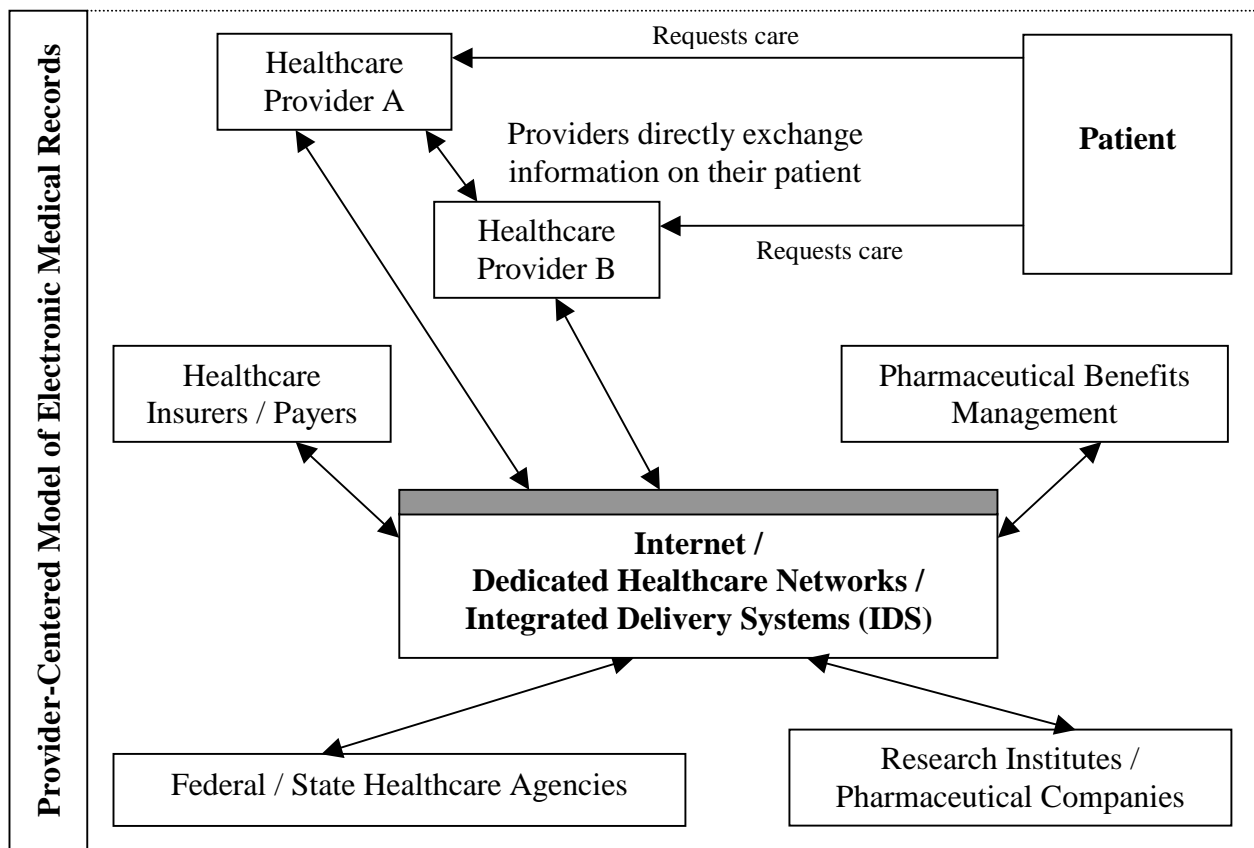 Provider-Centered Model of Electronic Medical Records
Requests care
Healthcare
Provider A
Patient
Providers directly exchange
information on their patient
Healthcare
Provider B
Requests care
Healthcare
Insurers / Payers
Pharmaceutical Benefits
Management
Internet /
Dedicated Healthcare Networks /
Integrated Delivery Systems (IDS)
Federal / State Healthcare Agencies
Research Institutes /
Pharmaceutical Companies